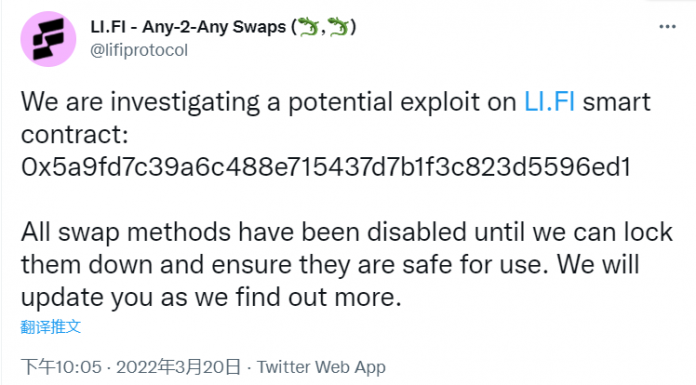 LI.FI - Any-2-Any Swaps (🦎,🦎)
@lifiprotocol
We are investigating a potential exploit on LI.FI smart
contract:
0x5a9fd7c39a6c488e715437d7b1f3c823d5596ed1
All swap methods have been disabled until we can lock
them down and ensure they are safe for use. We will
update you as we find out more.
翻译推文
下午10:05 · 2022年3月20日 · Twitter Web App